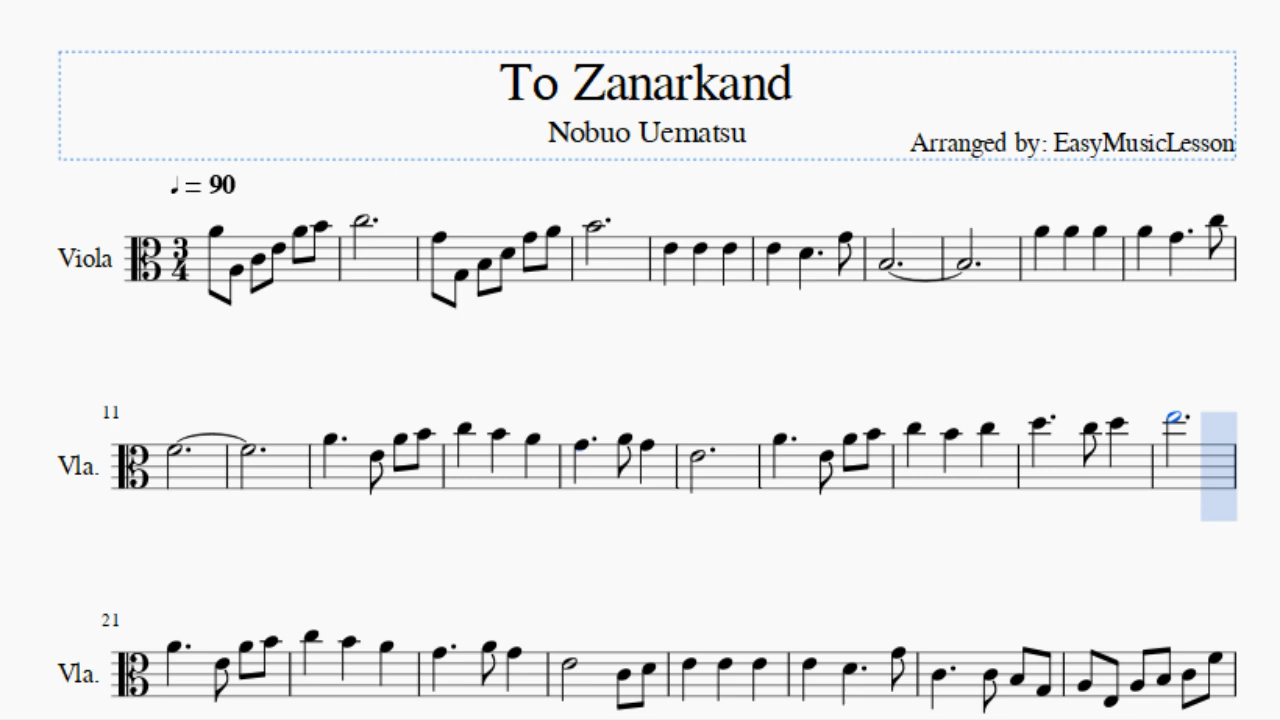 To Zanarkand
Nobuo Uematsu
Arranged by: EasyMusicLesson
♩ = 90
Viola
3
4
11
Vla.
21
Vla.